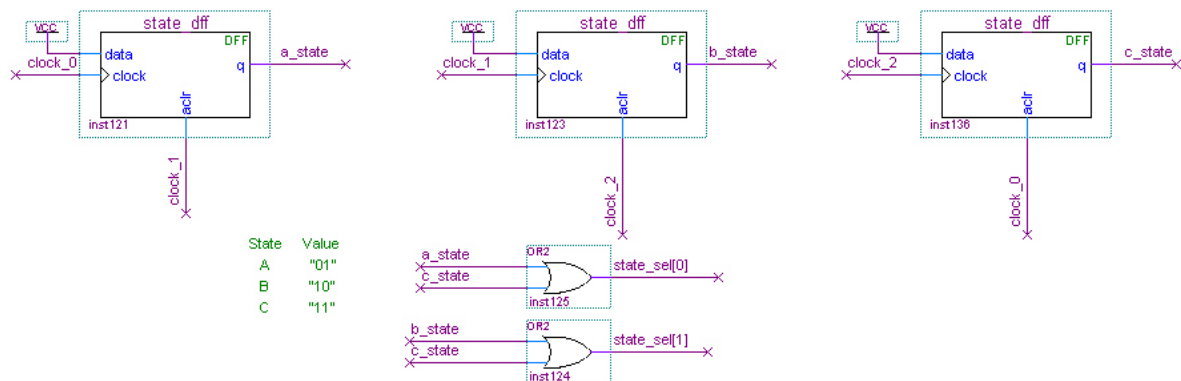 vcc
state_dff
DFF
data
clock_0
clock
q
a_state
aclr
inst121
clock_1
vcc
state_dff
DFF
data
clock_1
clock
q
b_state
aclr
inst123
clock_2
vcc
state_dff
DFF
data
clock_2
clock
q
c_state
aclr
inst136
clock_0
State Value
A "01"
B "10"
C "11"
OR2
a_state
c_state
state_sel[0]
inst125
OR2
b_state
c_state
state_sel[1]
inst124